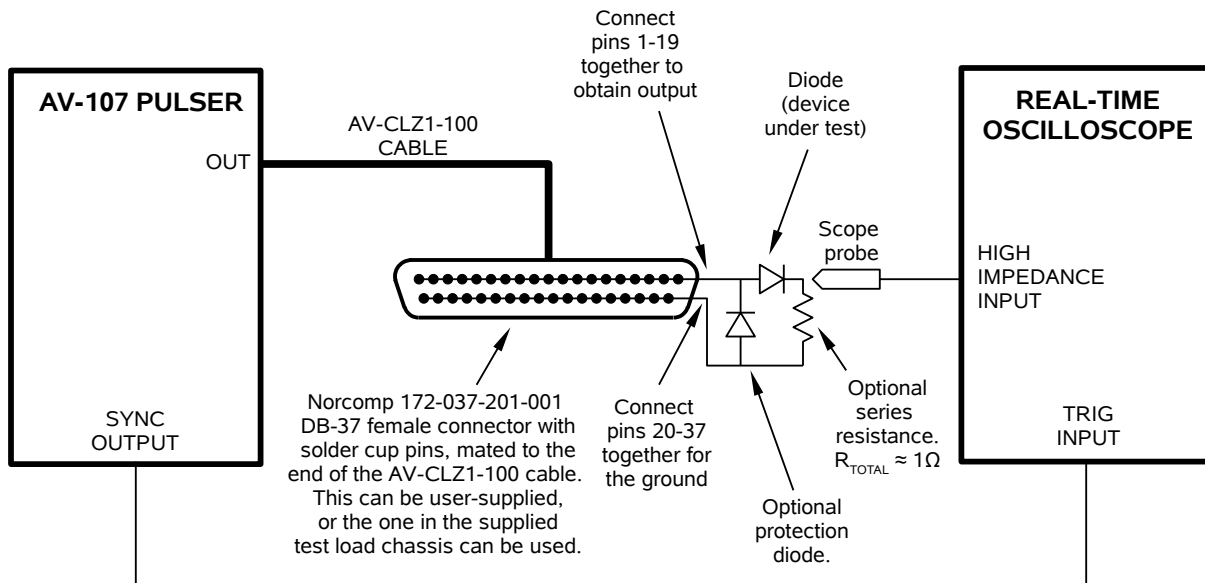 Connect
pins 1-19
together to
obtain output
Diode
(device
under test)
AV-107 PULSER
REAL-TIME
OSCILLOSCOPE
AV-CLZ1-100
CABLE
OUT
Scope
probe
HIGH
IMPEDANCE
INPUT
Norcomp 172-037-201-001
DB-37 female connector with
solder cup pins, mated to the
end of the AV-CLZ1-100 cable.
This can be user-supplied,
or the one in the supplied
test load chassis can be used.
Connect
pins 20-37
together for
the ground
Optional
series
resistance.
R_TOTAL ≈ 1Ω
Optional
protection
diode.
SYNC
OUTPUT
TRIG
INPUT